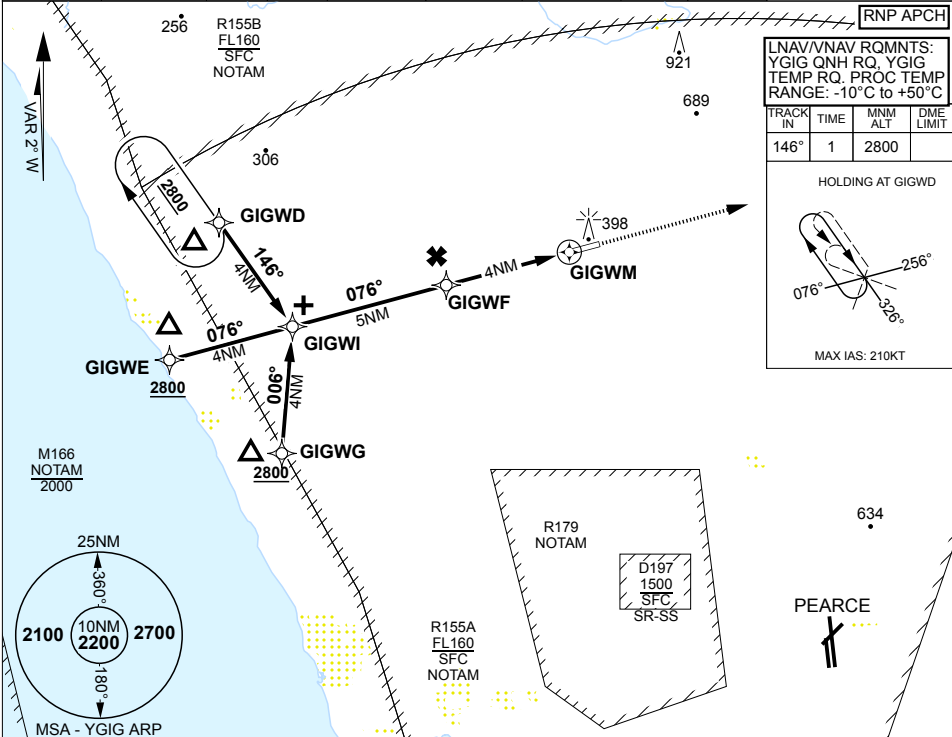 RNP APCH
LNAV/VNAV RQMNTS:
YGIG QNH RQ, YGIG
TEMP RQ. PROC TEMP
RANGE: -10°C to +50°C
TRACK IN TIME MNM ALT DME LIMIT
146° 1 2800
HOLDING AT GIGWD
076° 256°
326°
MAX IAS: 210KT
256
R155B
FL160
SFC
NOTAM
921
689
VAR 2° W
306
2800
GIGWD
146°
4NM
398
GIGWM
4NM
GIGWF
076°
5NM
GIGWI
076°
4NM
GIGWE
2800
006°
4NM
GIGWG
2800
M166
NOTAM
2000
R179
NOTAM
D197
1500
SFC
SR-SS
634
PEARCE
R155A
FL160
SFC
NOTAM
25NM
360°
2100 10NM 2700
2200
180°
MSA - YGIG ARP